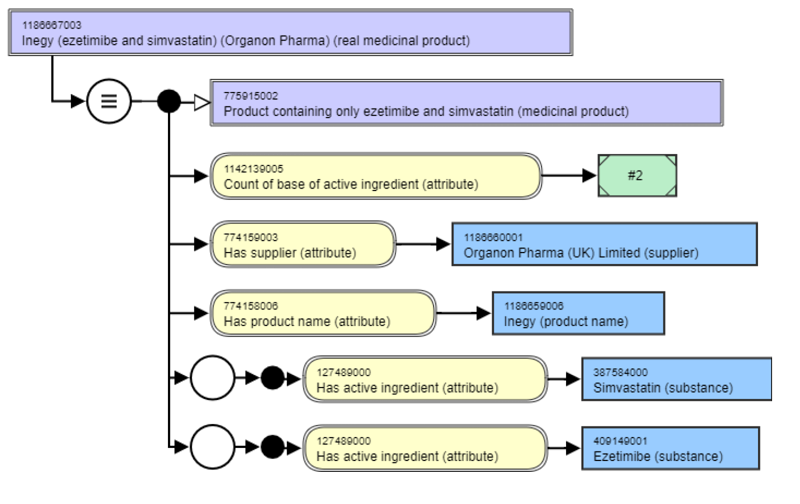 1186667003
Inegy (ezetimibe and simvastatin) (Organon Pharma) (real medicinal product)
775915002
Product containing only ezetimibe and simvastatin (medicinal product)
1142139005
Count of base of active ingredient (attribute)
#2
774159003
Has supplier (attribute)
1186660001
Organon Pharma (UK) Limited (supplier)
774158006
Has product name (attribute)
1186659006
Inegy (product name)
127489000
Has active ingredient (attribute)
387584000
Simvastatin (substance)
127489000
Has active ingredient (attribute)
409149001
Ezetimibe (substance)